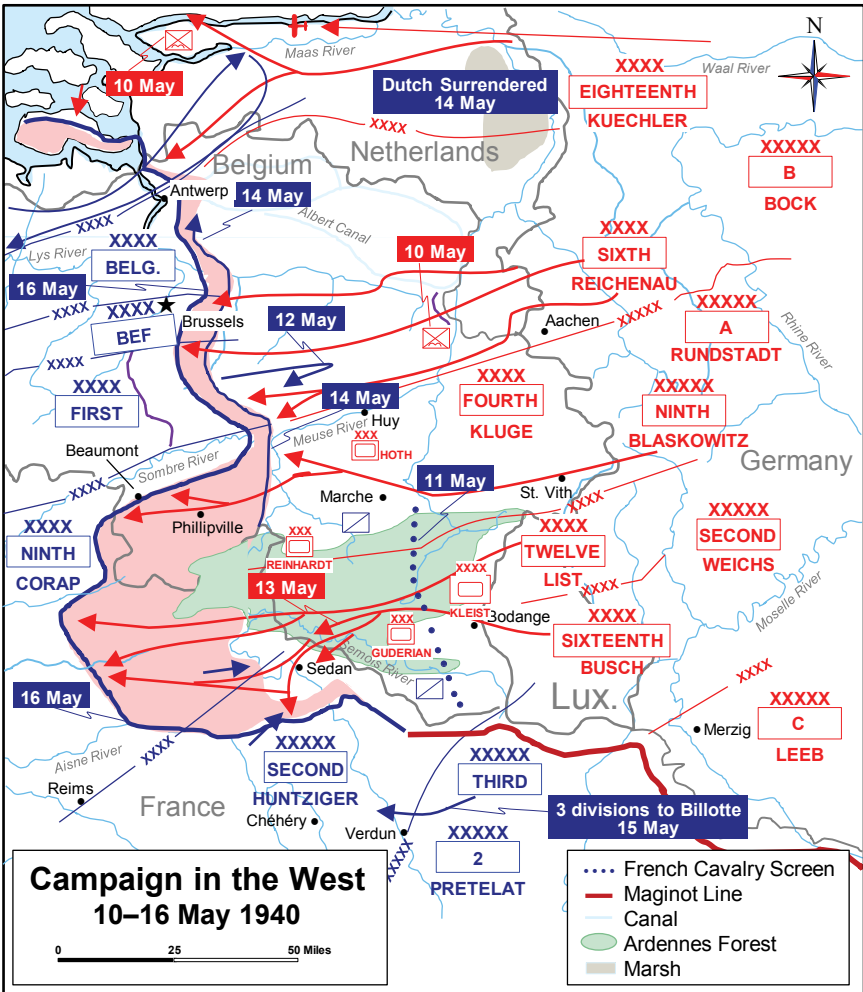 N
Maas River
Waal River
10 May
Dutch Surrendered
14 May
XXXX
EIGHTEENTH
KUECHLER
XXXX
Netherlands
Belgium
XXXXX
B
BOCK
Antwerp
14 May
Albert Canal
XXXX
Lys River
XXXX
BELG.
10 May
XXXX
SIXTH
REICHENAU
16 May
XXXX
XXXX
BEF
Brussels
12 May
Aachen
XXXXX
XXXXX
A
RUNDSTADT
Rhine River
XXXX
XXXX
FIRST
14 May
Huy
XXXX
FOURTH
KLUGE
XXXXX
NINTH
BLASKOWITZ
Meuse River
XXX
HOTH
Beaumont
Sombre River
XXXX
11 May
St. Vith
Germany
Marche
Phillipville
XXXX
XXXX
NINTH
CORAP
XXX
REINHARDT
XXXX
TWELVE
LIST
XXXXX
SECOND
WEICHS
13 May
XXXX
KLEIST
XXXX
Moselle River
Bodange
XXX
GUDERIAN
XXXX
SIXTEENTH
BUSCH
Semois River
Sedan
Lux.
16 May
XXXX
XXXXX
C
LEEB
Merzig
Aisne River
XXXX
XXXXX
SECOND
HUNTZIGER
XXXXX
THIRD
Reims
France
Chéhéry
Verdun
3 divisions to Billotte
15 May
XXXXX
XXXXX
2
PRETELAT
Campaign in the West
10–16 May 1940
0 25 50 Miles
French Cavalry Screen
Maginot Line
Canal
Ardennes Forest
Marsh